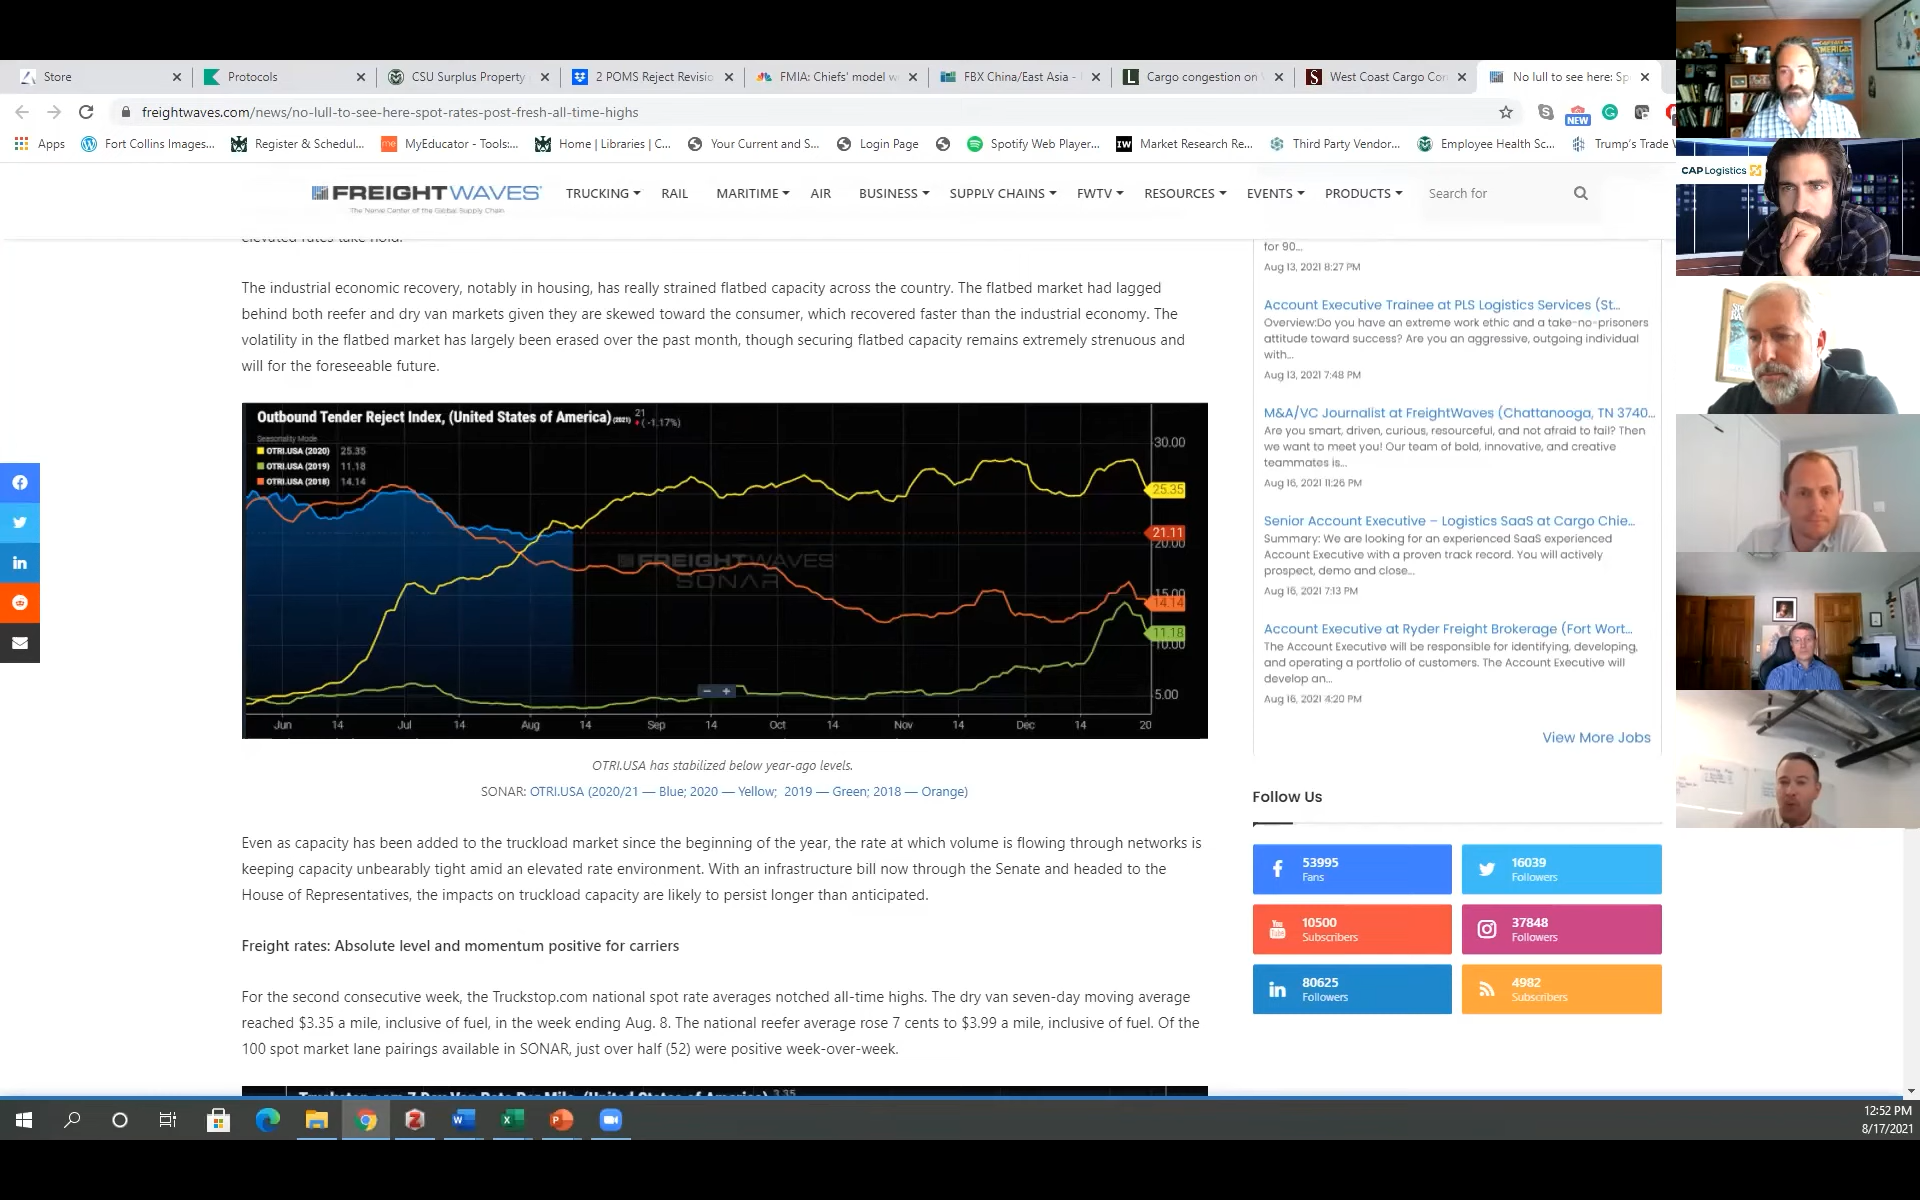 Store
Protocols
CSU Surplus Property
2 POMS Reject Revisio
FMIA: Chiefs' model w
FBX China/East Asia -
Cargo congestion on
West Coast Cargo Con
No lull to see here: Sp
freightwaves.com/news/no-lull-to-see-here-spot-rates-post-fresh-all-time-highs
NEW
Apps
Fort Collins Images...
Register & Schedul...
MyEducator - Tools:...
Home | Libraries | C...
Your Current and S...
Login Page
Spotify Web Player...
IW Market Research Re...
Third Party Vendor...
Employee Health Sc...
Trump's Trade
CAP Logistics
FREIGHTWAVES
The Nerve Center of the Global Supply Chain
TRUCKING
RAIL
MARITIME
AIR
BUSINESS
SUPPLY CHAINS
FWTV
RESOURCES
EVENTS
PRODUCTS
Search for
elevated rates take hold.
The industrial economic recovery, notably in housing, has really strained flatbed capacity across the country. The flatbed market had lagged
behind both reefer and dry van markets given they are skewed toward the consumer, which recovered faster than the industrial economy. The
volatility in the flatbed market has largely been erased over the past month, though securing flatbed capacity remains extremely strenuous and
will for the foreseeable future.
Outbound Tender Reject Index, (United States of America) (2021) 21
(-1.17%)
Seasonality Mode
OTRI.USA (2020) 25.35
OTRI.USA (2019) 11.18
OTRI.USA (2018) 14.14
30.00
25.35
21.11
20.00
15.00
14.14
11.18
10.00
5.00
FREIGHTWAVES
SONAR
Jun 14 Jul 14 Aug 14 Sep 14 Oct 14 Nov 14 Dec 14 20
OTRI.USA has stabilized below year-ago levels.
SONAR: OTRI.USA (2020/21 — Blue; 2020 — Yellow; 2019 — Green; 2018 — Orange)
Even as capacity has been added to the truckload market since the beginning of the year, the rate at which volume is flowing through networks is
keeping capacity unbearably tight amid an elevated rate environment. With an infrastructure bill now through the Senate and headed to the
House of Representatives, the impacts on truckload capacity are likely to persist longer than anticipated.
Freight rates: Absolute level and momentum positive for carriers
For the second consecutive week, the Truckstop.com national spot rate averages notched all-time highs. The dry van seven-day moving average
reached $3.35 a mile, inclusive of fuel, in the week ending Aug. 8. The national reefer average rose 7 cents to $3.99 a mile, inclusive of fuel. Of the
100 spot market lane pairings available in SONAR, just over half (52) were positive week-over-week.
for 90...
Aug 13, 2021 8:27 PM
Account Executive Trainee at PLS Logistics Services (St...
Overview:Do you have an extreme work ethic and a take-no-prisoners
attitude toward success? Are you an aggressive, outgoing individual
with...
Aug 13, 2021 7:48 PM
M&A/VC Journalist at FreightWaves (Chattanooga, TN 3740...
Are you smart, driven, curious, resourceful, and not afraid to fail? Then
we want to meet you! Our team of bold, innovative, and creative
teammates is...
Aug 16, 2021 11:26 PM
Senior Account Executive – Logistics SaaS at Cargo Chie...
Summary: We are looking for an experienced SaaS experienced
Account Executive with a proven track record. You will actively
prospect, demo and close...
Aug 16, 2021 7:13 PM
Account Executive at Ryder Freight Brokerage (Fort Wort...
The Account Executive will be responsible for identifying, developing,
and operating a portfolio of customers. The Account Executive will
develop an...
Aug 16, 2021 4:20 PM
View More Jobs
Follow Us
53995
Fans
16039
Followers
10500
Subscribers
37848
Followers
80625
Followers
4982
Subscribers
12:52 PM
8/17/2021